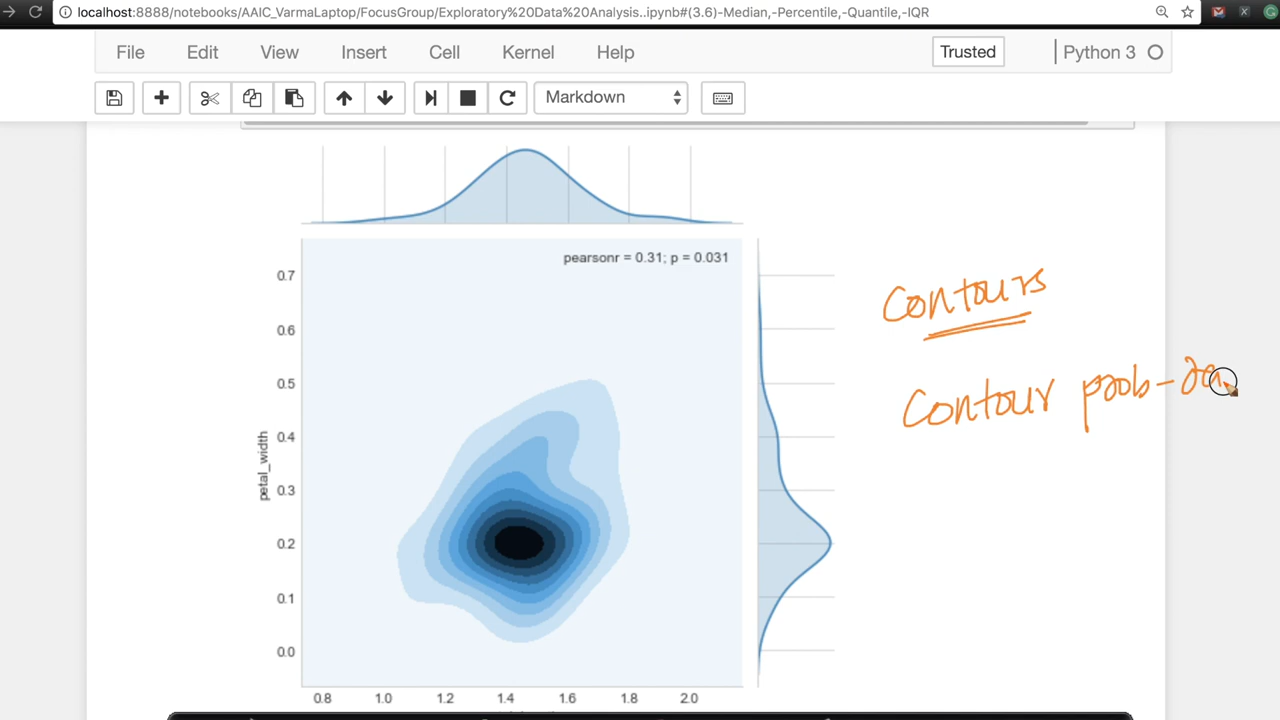 localhost:8888/notebooks/AAIC_VarmaLaptop/FocusGroup/Exploratory%20Data%20Analysis..ipynb#(3.6)-Median,-Percentile,-Quantile,-IQR
File Edit View Insert Cell Kernel Help Trusted Python 3
Markdown
pearsonr = 0.31; p = 0.031
0.7
0.6
0.5
0.4
0.3
0.2
0.1
0.0
petal_width
0.8 1.0 1.2 1.4 1.6 1.8 2.0
Contours
Contour prob-